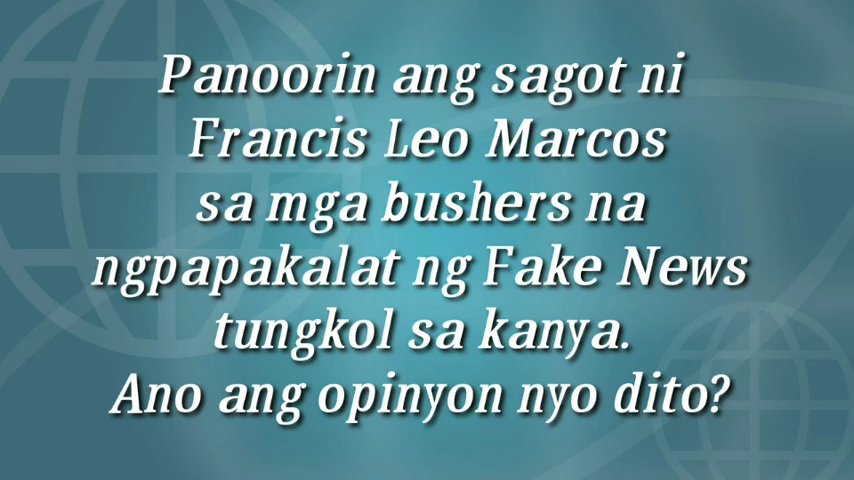 Panoorin ang sagot ni
Francis Leo Marcos
sa mga bushers na
ngpapakalat ng Fake News
tungkol sa kanya.
Ano ang opinyon nyo dito?